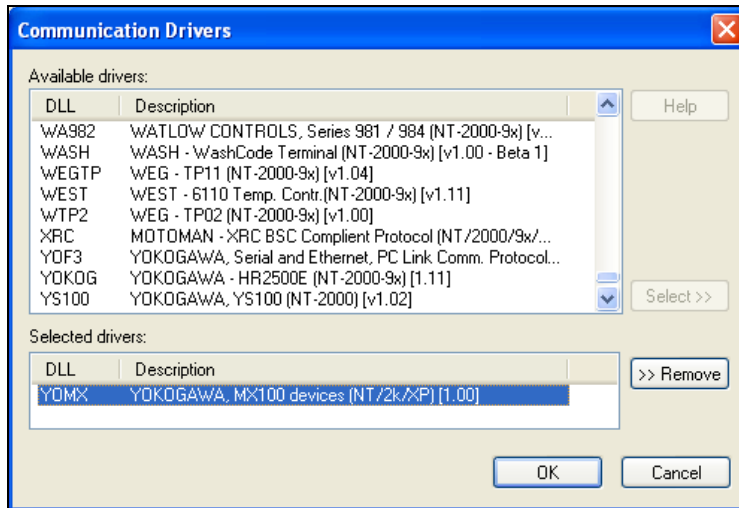 Communication Drivers
Available drivers:
DLL Description
WA982 WATLOW CONTROLS, Series 981 / 984 (NT-2000-9x) [v...
WASH WASH - WashCode Terminal (NT-2000-9x) [v1.00 - Beta 1]
WEGTP WEG - TP11 (NT-2000-9x) [v1.04]
WEST WEST - 6110 Temp. Contr.(NT-2000-9x) [v1.11]
WTP2 WEG - TP02 (NT-2000-9x) [v1.00]
XRC MOTOMAN - XRC BSC Complient Protocol (NT/2000/9x/...
YOF3 YOKOGAWA, Serial and Ethernet, PC Link Comm. Protocol...
YOKOG YOKOGAWA - HR2500E (NT-2000-9x) [1.11]
YS100 YOKOGAWA, YS100 (NT-2000) [v1.02]
Help
Select >>
Selected drivers:
DLL Description
YOMX YOKOGAWA, MX100 devices (NT/2k/XP) [1.00]
>> Remove
OK Cancel